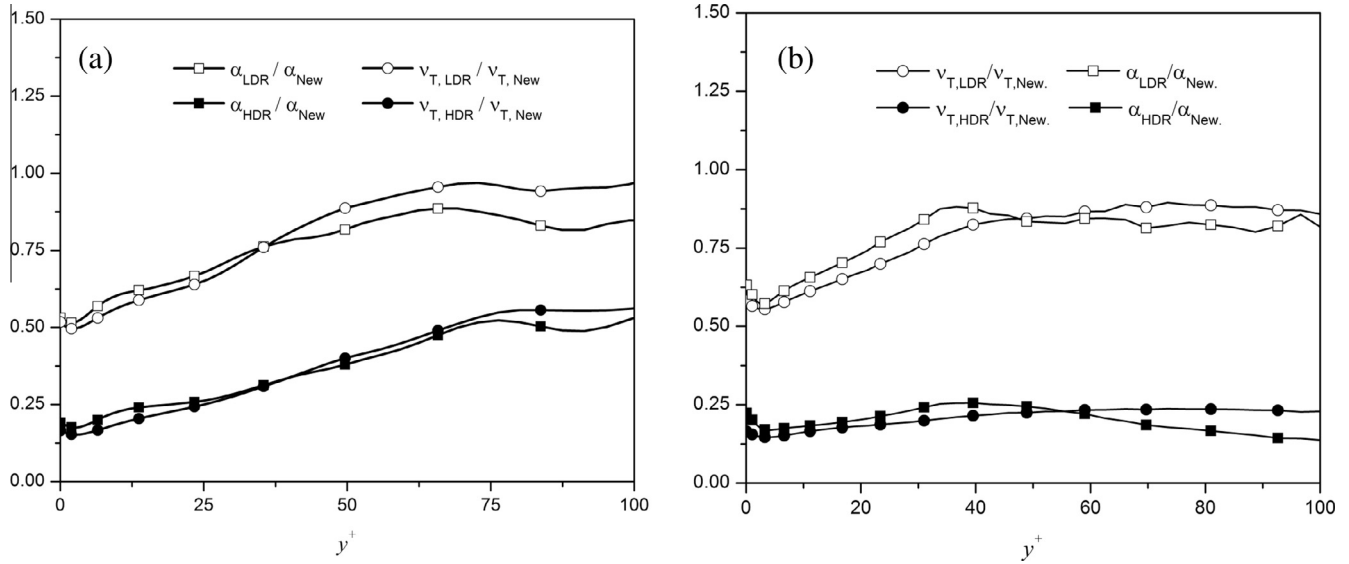 (a)
α_LDR / α_New
ν_T, LDR / ν_T, New
α_HDR / α_New
ν_T, HDR / ν_T, New
1.50
1.25
1.00
0.75
0.50
0.25
0.00
0 25 50 75 100
y⁺
(b)
ν_T,LDR/ν_T,New.
α_LDR/α_New.
ν_T,HDR/ν_T,New.
α_HDR/α_New.
1.50
1.25
1.00
0.75
0.50
0.25
0.00
0 20 40 60 80 100
y⁺